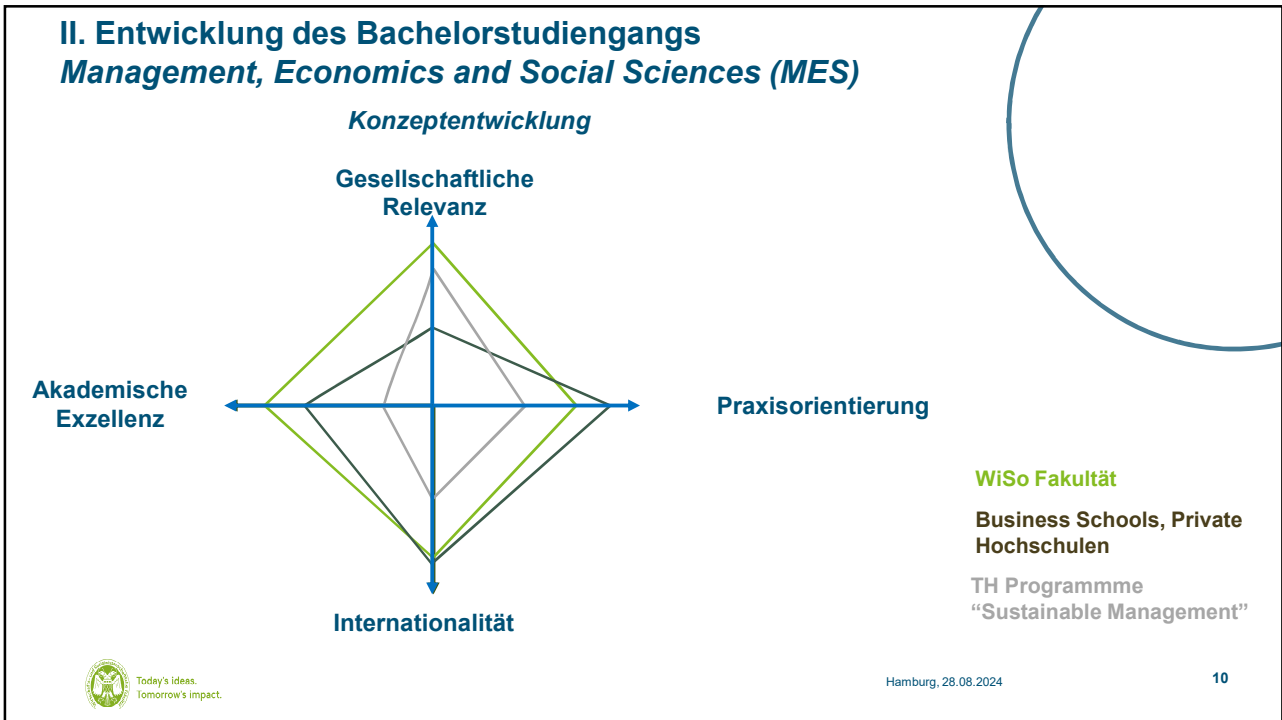 II. Entwicklung des Bachelorstudiengangs
Management, Economics and Social Sciences (MES)
Konzeptentwicklung
Gesellschaftliche
Relevanz
Akademische
Exzellenz
Praxisorientierung
Internationalität
WiSo Fakultät
Business Schools, Private
Hochschulen
TH Programmme
“Sustainable Management”
Today's ideas.
Tomorrow's impact.
Hamburg, 28.08.2024
10